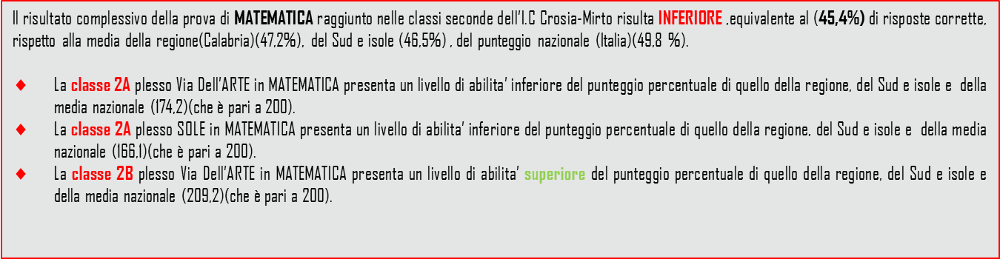 Il risultato complessivo della prova di MATEMATICA raggiunto nelle classi seconde dell'I.C Crosia-Mirto risulta INFERIORE ,equivalente al (45,4%) di risposte corrette,
rispetto alla media della regione(Calabria)(47,2%), del Sud e isole (46,5%) , del punteggio nazionale (Italia)(49,8 %).
♦ La classe 2A plesso Via Dell'ARTE in MATEMATICA presenta un livello di abilita' inferiore del punteggio percentuale di quello della regione, del Sud e isole e della
media nazionale (174,2)(che è pari a 200).
♦ La classe 2A plesso SOLE in MATEMATICA presenta un livello di abilita' inferiore del punteggio percentuale di quello della regione, del Sud e isole e della media
nazionale (166,1)(che è pari a 200).
♦ La classe 2B plesso Via Dell'ARTE in MATEMATICA presenta un livello di abilita' superiore del punteggio percentuale di quello della regione, del Sud e isole e
della media nazionale (209,2)(che è pari a 200).